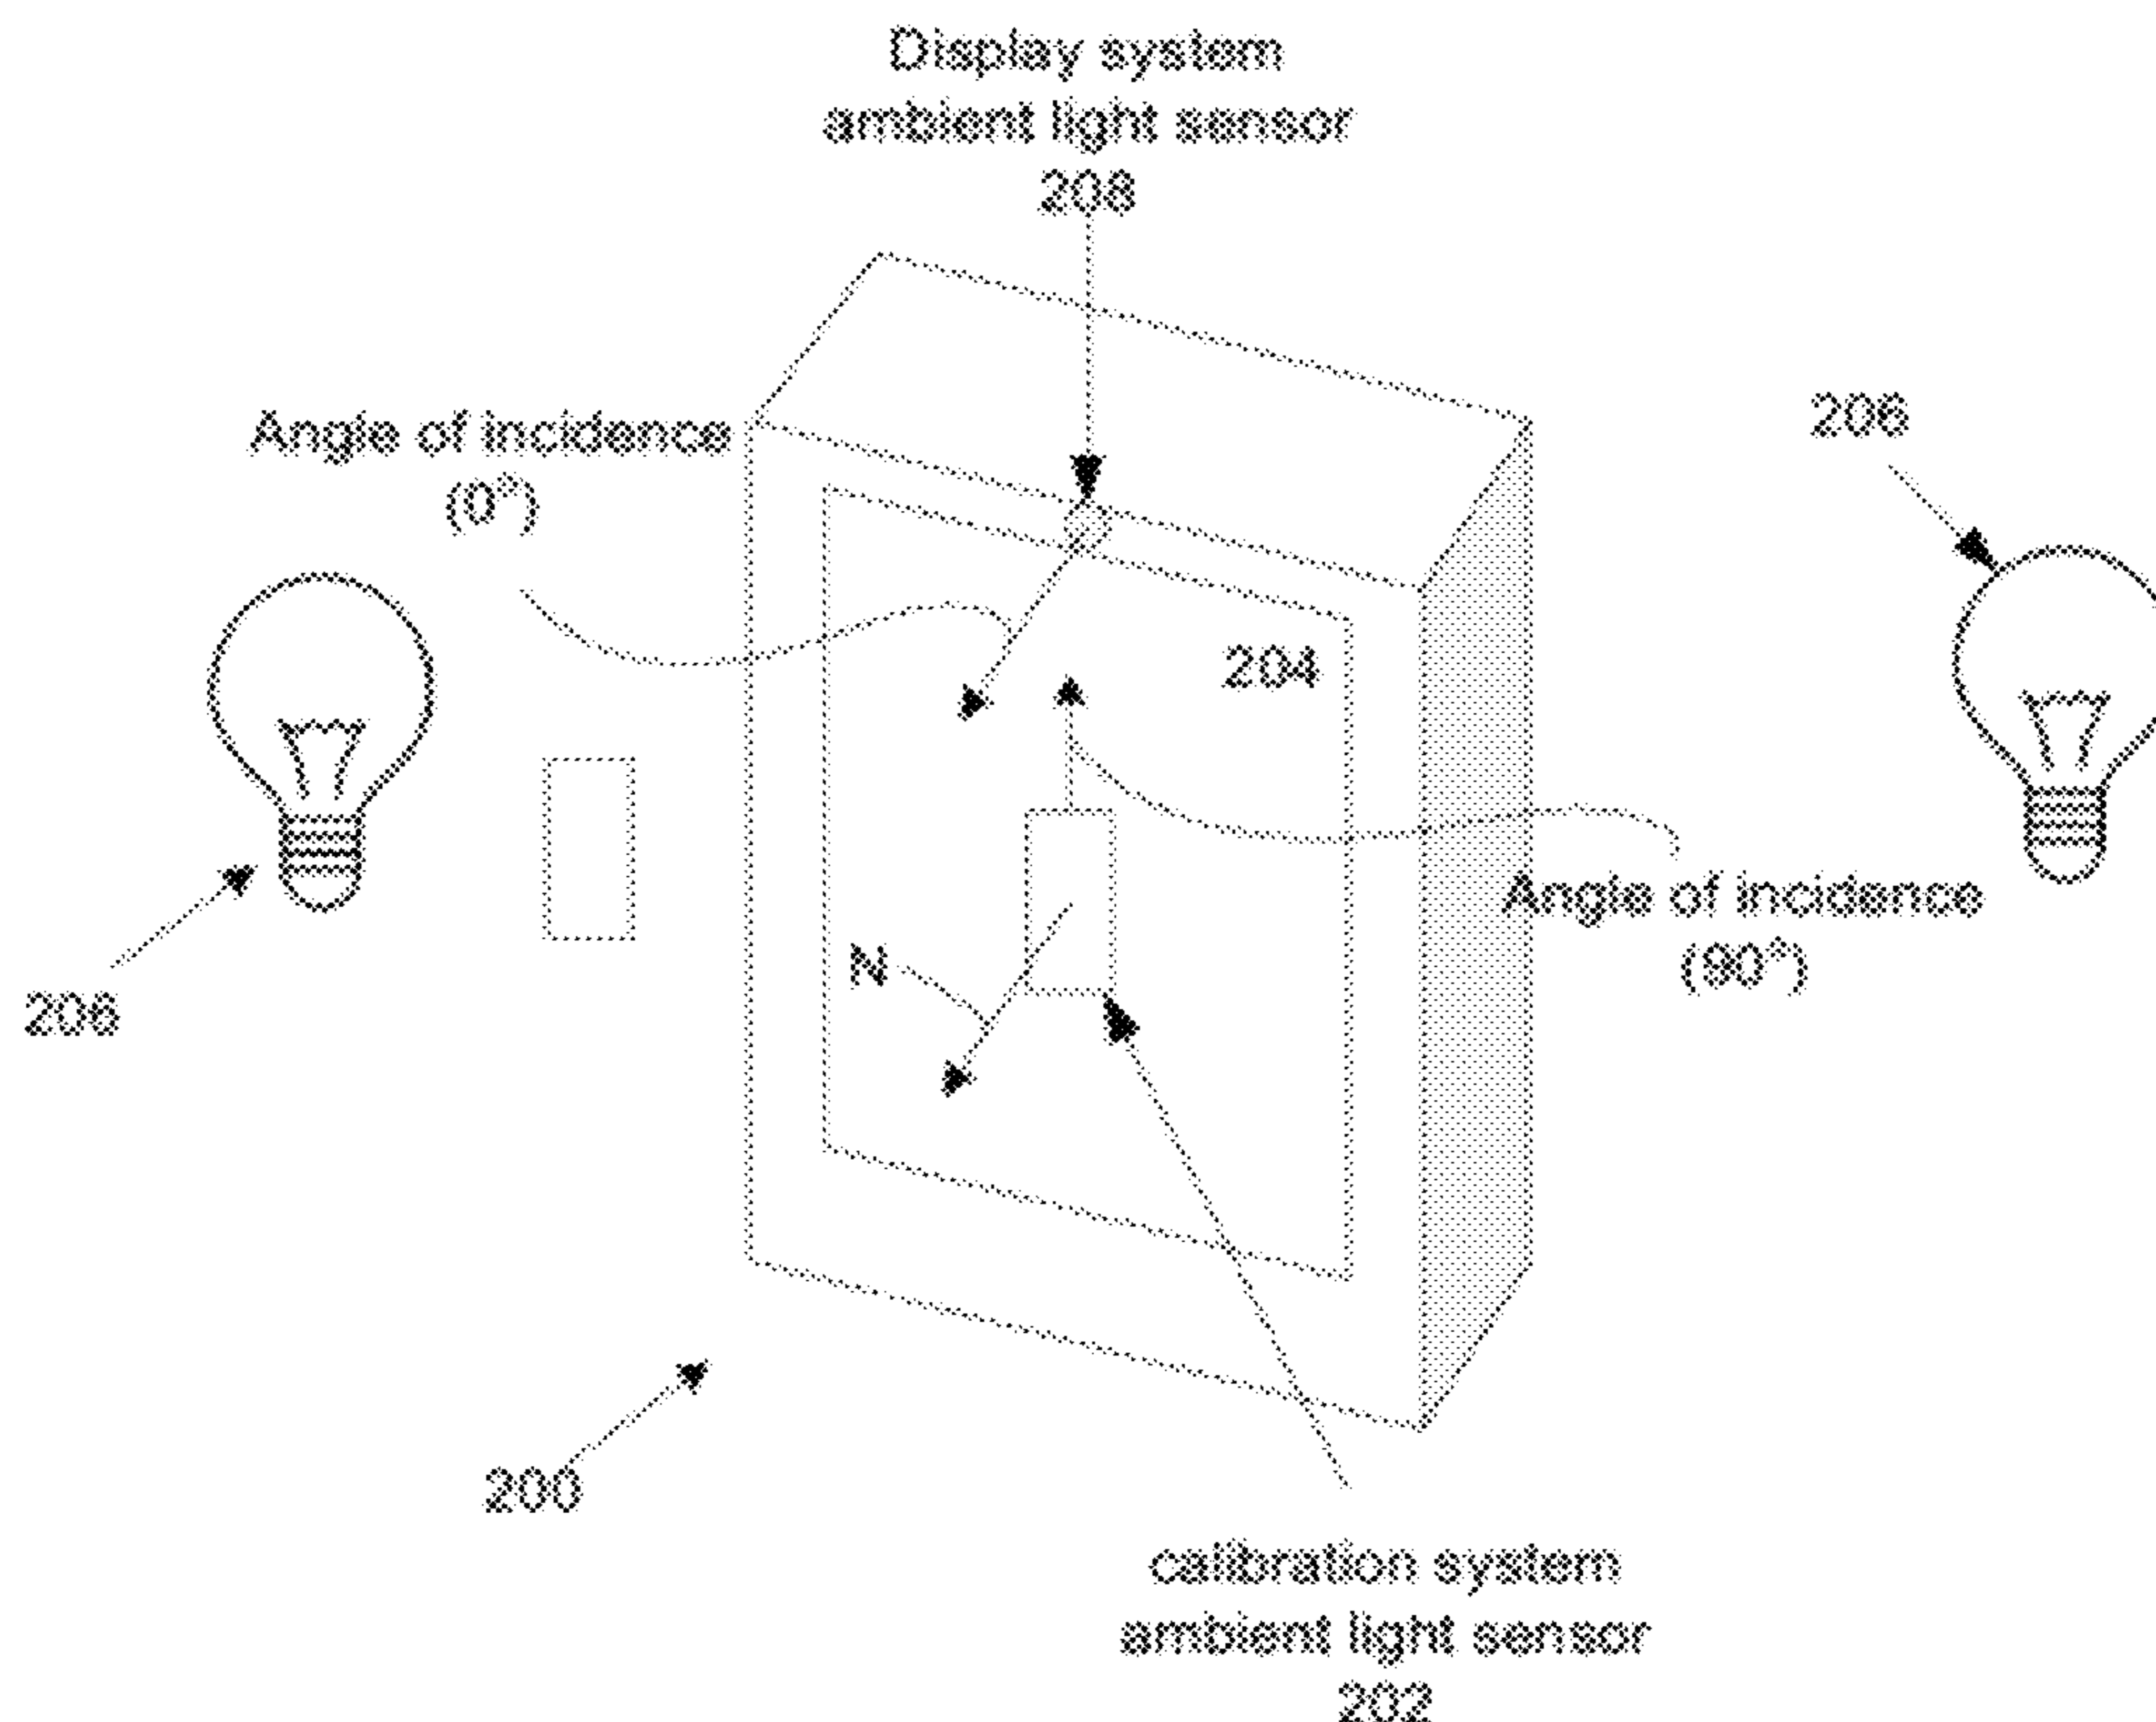 Display system
ambient light sensor
208
206
Angle of incidence
(0°)
204
Angle of incidence
(90°)
N
206
200
calibration system
ambient light sensor
202